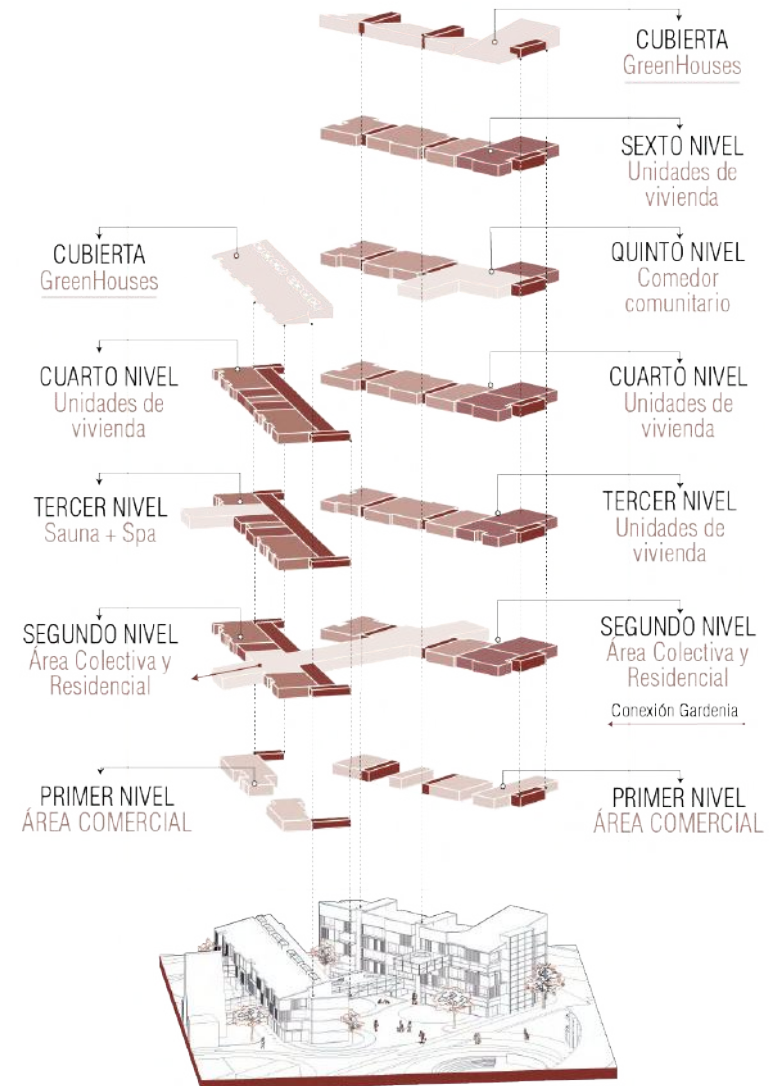 CUBIERTA
GreenHouses
SEXTO NIVEL
Unidades de
vivienda
QUINTO NIVEL
Comedor
comunitario
CUBIERTA
GreenHouses
CUARTO NIVEL
Unidades de
vivienda
CUARTO NIVEL
Unidades de
vivienda
TERCER NIVEL
Sauna + Spa
TERCER NIVEL
Unidades de
vivienda
SEGUNDO NIVEL
Área Colectiva y
Residencial
SEGUNDO NIVEL
Área Colectiva y
Residencial
Conexión Gardenia
PRIMER NIVEL
ÁREA COMERCIAL
PRIMER NIVEL
ÁREA COMERCIAL